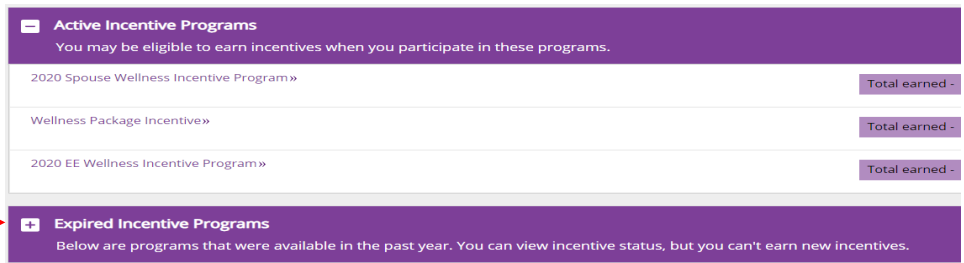 Active Incentive Programs
You may be eligible to earn incentives when you participate in these programs.
2020 Spouse Wellness Incentive Program»
Total earned -
Wellness Package Incentive»
Total earned -
2020 EE Wellness Incentive Program»
Total earned -
Expired Incentive Programs
Below are programs that were available in the past year. You can view incentive status, but you can't earn new incentives.